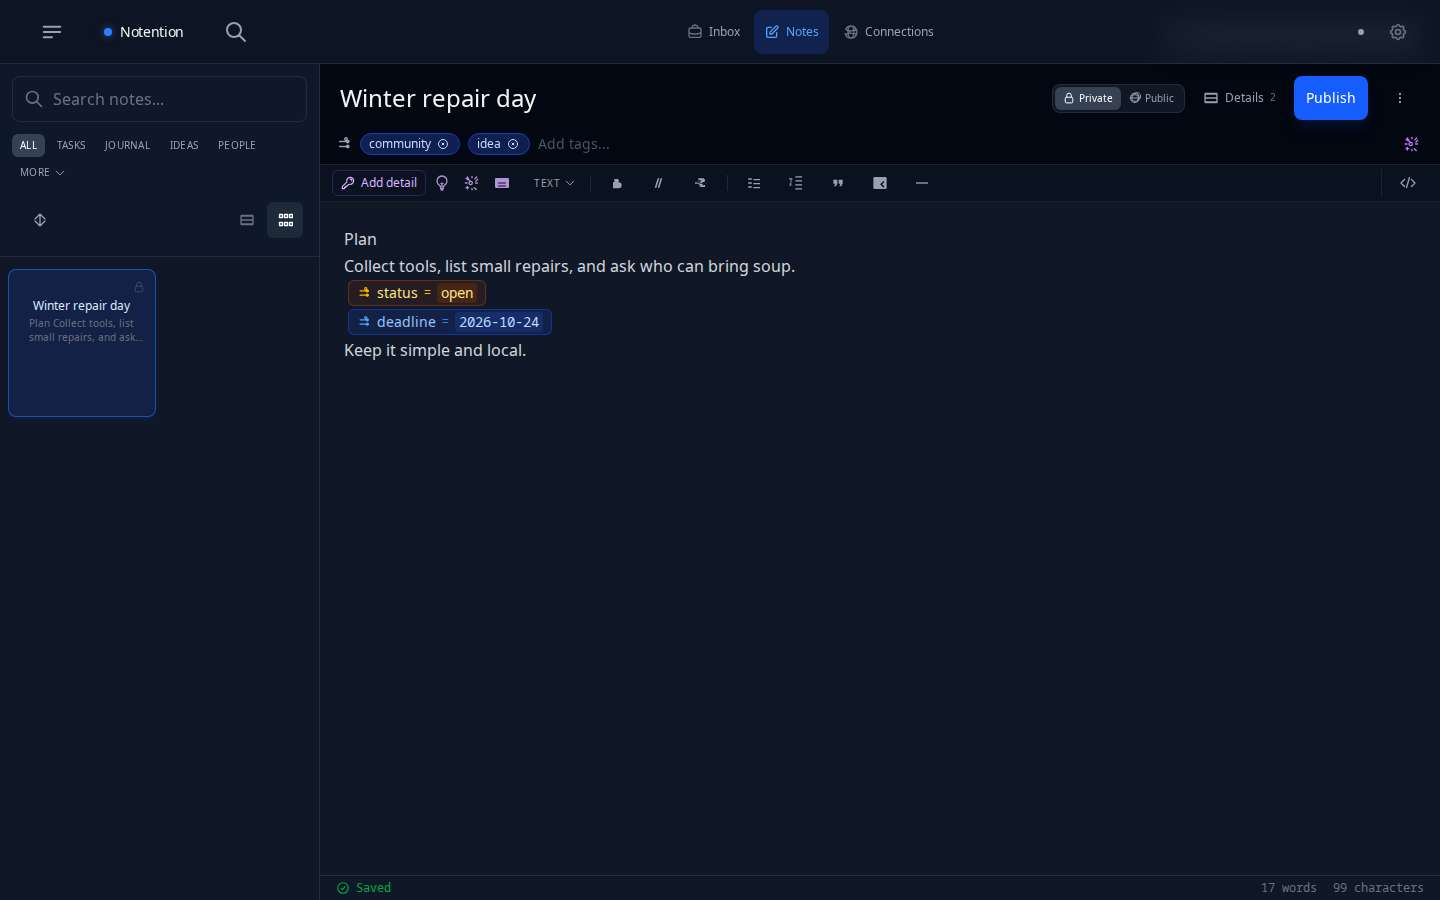 Notention
Inbox
Notes
Connections
Search notes...
ALL TASKS JOURNAL IDEAS PEOPLE
MORE
Winter repair day
Plan Collect tools, list
small repairs, and ask...
Winter repair day
Private Public
Details 2
Publish
community
idea
Add tags...
Add detail
TEXT
Plan
Collect tools, list small repairs, and ask who can bring soup.
status = open
deadline = 2026-10-24
Keep it simple and local.
Saved
17 words 99 characters